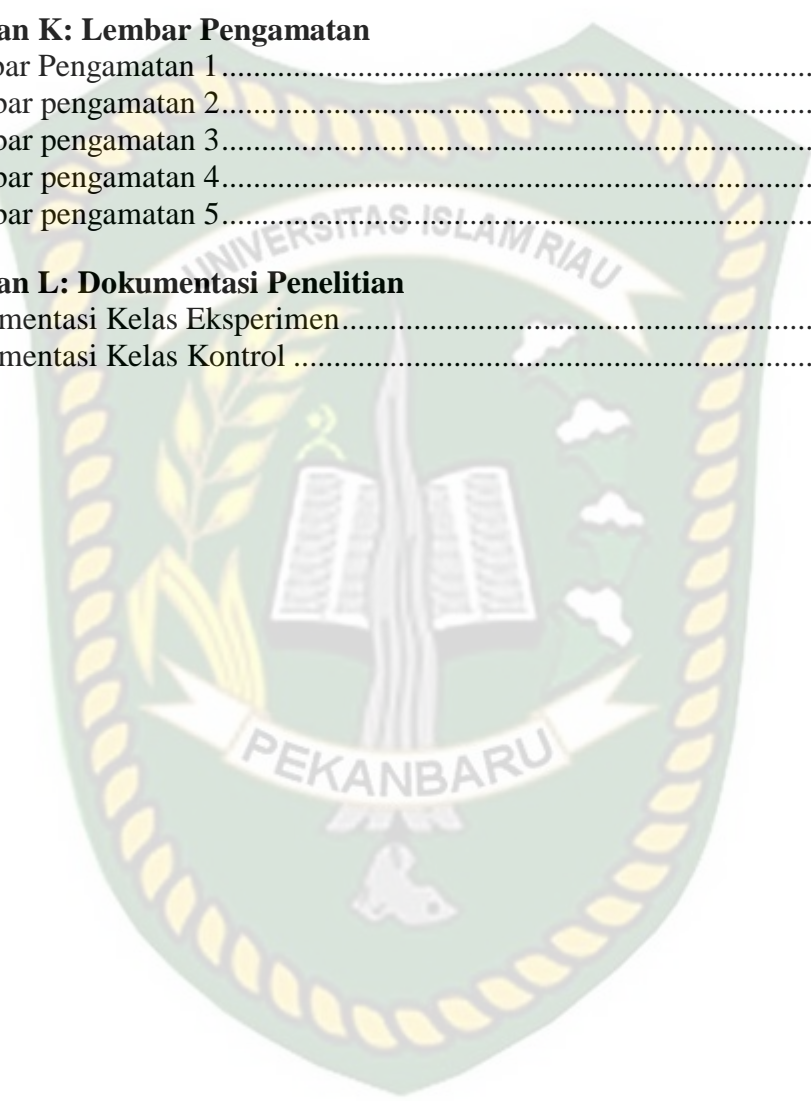 an K: Lembar Pengamatan
bar Pengamatan 1
bar pengamatan 2
bar pengamatan 3
bar pengamatan 4
bar pengamatan 5
an L: Dokumentasi Penelitian
mentasi Kelas Eksperimen
mentasi Kelas Kontrol
UNIVERSITAS ISLAM RIAU
PEKANBARU